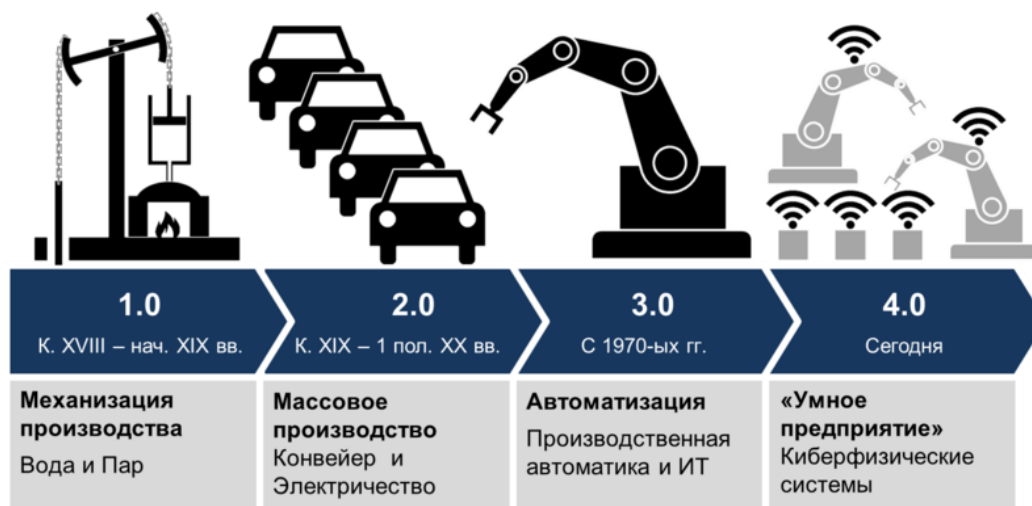 1.0
К. XVIII – нач. XIX вв.
2.0
К. XIX – 1 пол. XX вв.
3.0
С 1970-ых гг.
4.0
Сегодня
Механизация
производства
Вода и Пар
Массовое
производство
Конвейер и
Электричество
Автоматизация
Производственная
автоматика и ИТ
«Умное
предприятие»
Киберфизические
системы